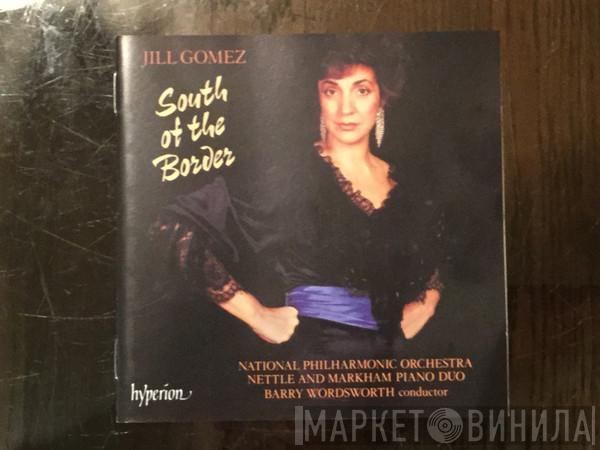 JILL GOMEZ
South
of the
Border
NATIONAL PHILHARMONIC ORCHESTRA
NETTLE AND MARKHAM PIANO DUO
BARRY WORDSWORTH conductor
hyperion
МАРКЕТ ВИНИЛА